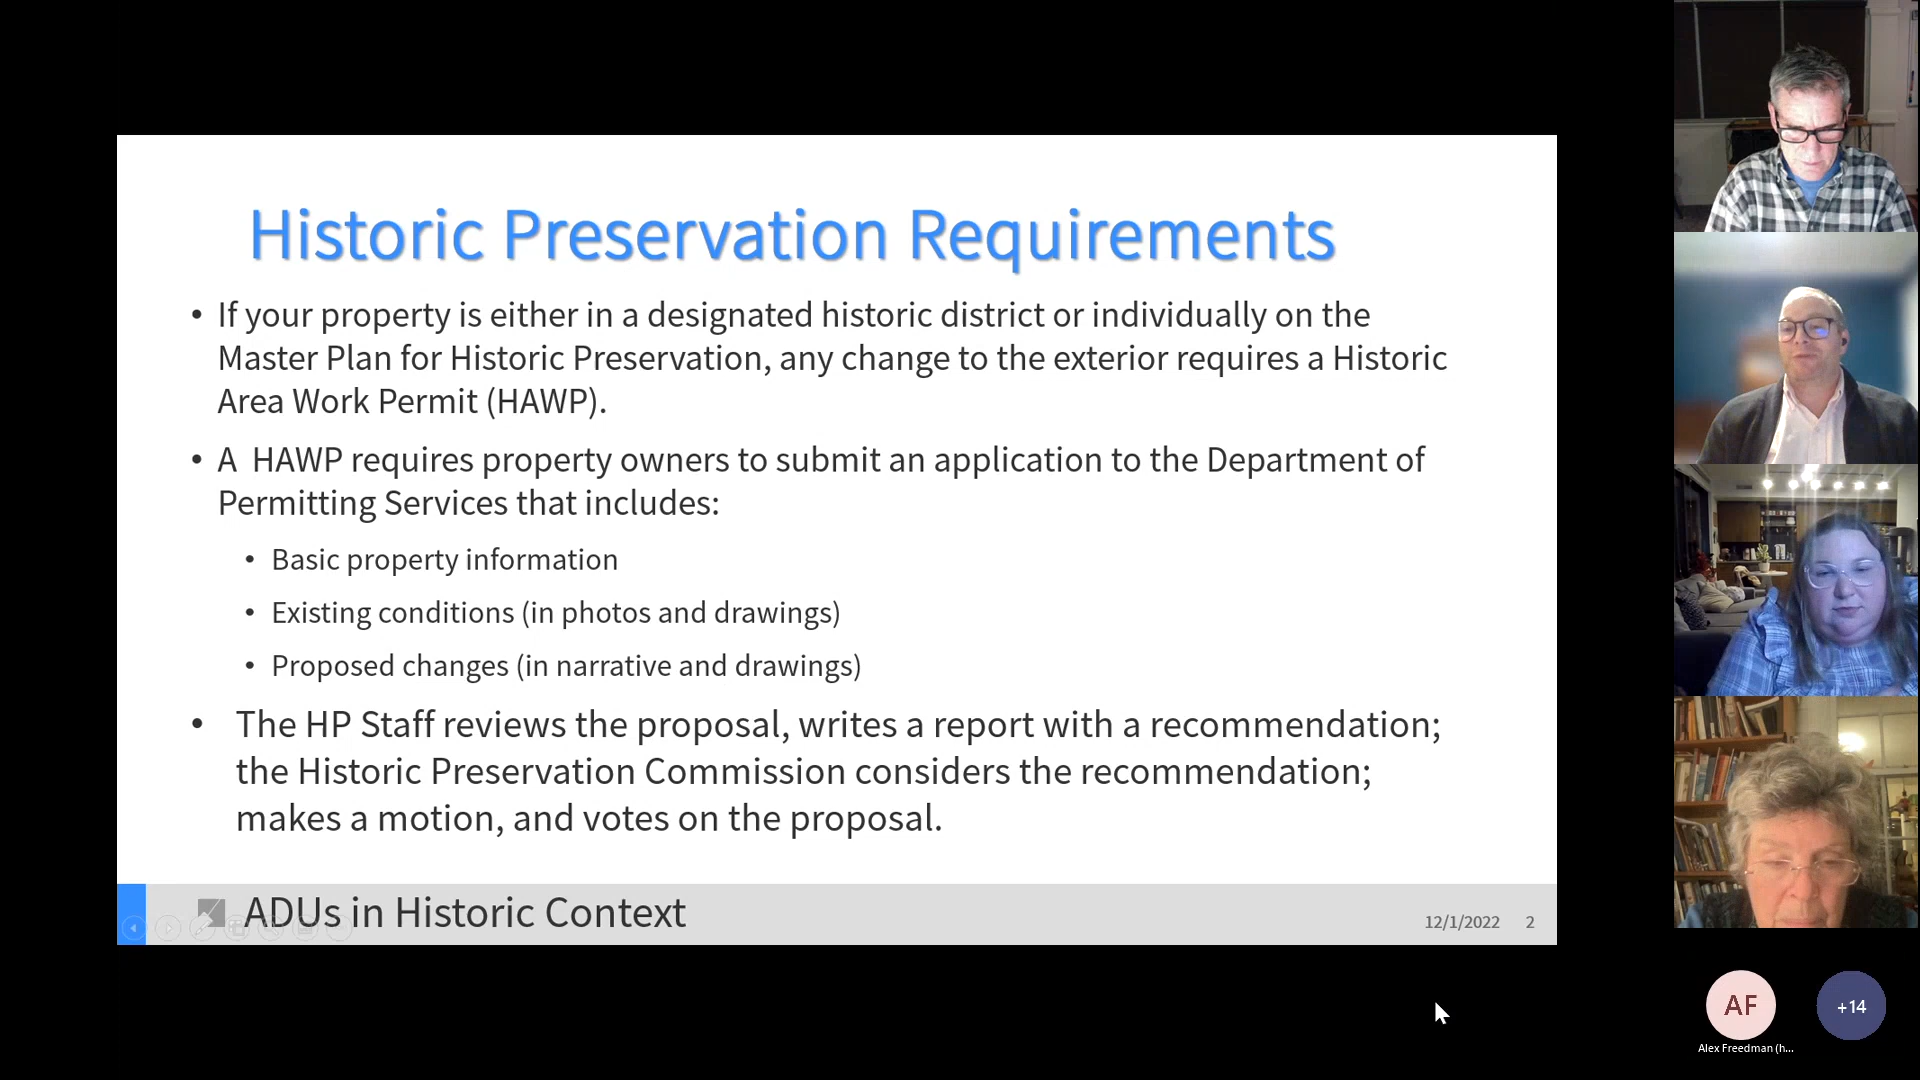 Historic Preservation Requirements
• If your property is either in a designated historic district or individually on the
Master Plan for Historic Preservation, any change to the exterior requires a Historic
Area Work Permit (HAWP).
• A  HAWP requires property owners to submit an application to the Department of
Permitting Services that includes:
• Basic property information
• Existing conditions (in photos and drawings)
• Proposed changes (in narrative and drawings)
• The HP Staff reviews the proposal, writes a report with a recommendation;
the Historic Preservation Commission considers the recommendation;
makes a motion, and votes on the proposal.
ADUs in Historic Context
12/1/2022 2
AF
+14
Alex Freedman (h...